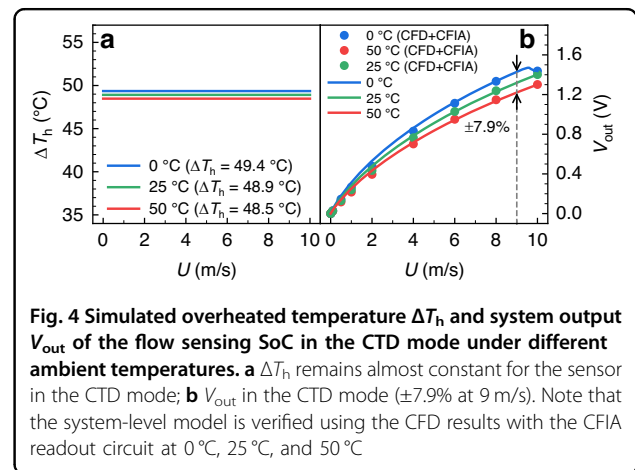 a
55
50
45
40
35
ΔTh (°C)
0 °C (ΔTh = 49.4 °C)
25 °C (ΔTh = 48.9 °C)
50 °C (ΔTh = 48.5 °C)
0 2 4 6 8 10
U (m/s)
b
0 °C (CFD+CFIA)
50 °C (CFD+CFIA)
25 °C (CFD+CFIA)
0 °C
25 °C
50 °C
±7.9%
1.6
1.2
0.8
0.4
0.0
Vout (V)
0 2 4 6 8 10
U (m/s)
Fig. 4 Simulated overheated temperature ΔTh and system output
Vout of the flow sensing SoC in the CTD mode under different
ambient temperatures. a ΔTh remains almost constant for the sensor
in the CTD mode; b Vout in the CTD mode (±7.9% at 9 m/s). Note that
the system-level model is verified using the CFD results with the CFIA
readout circuit at 0 °C, 25 °C, and 50 °C